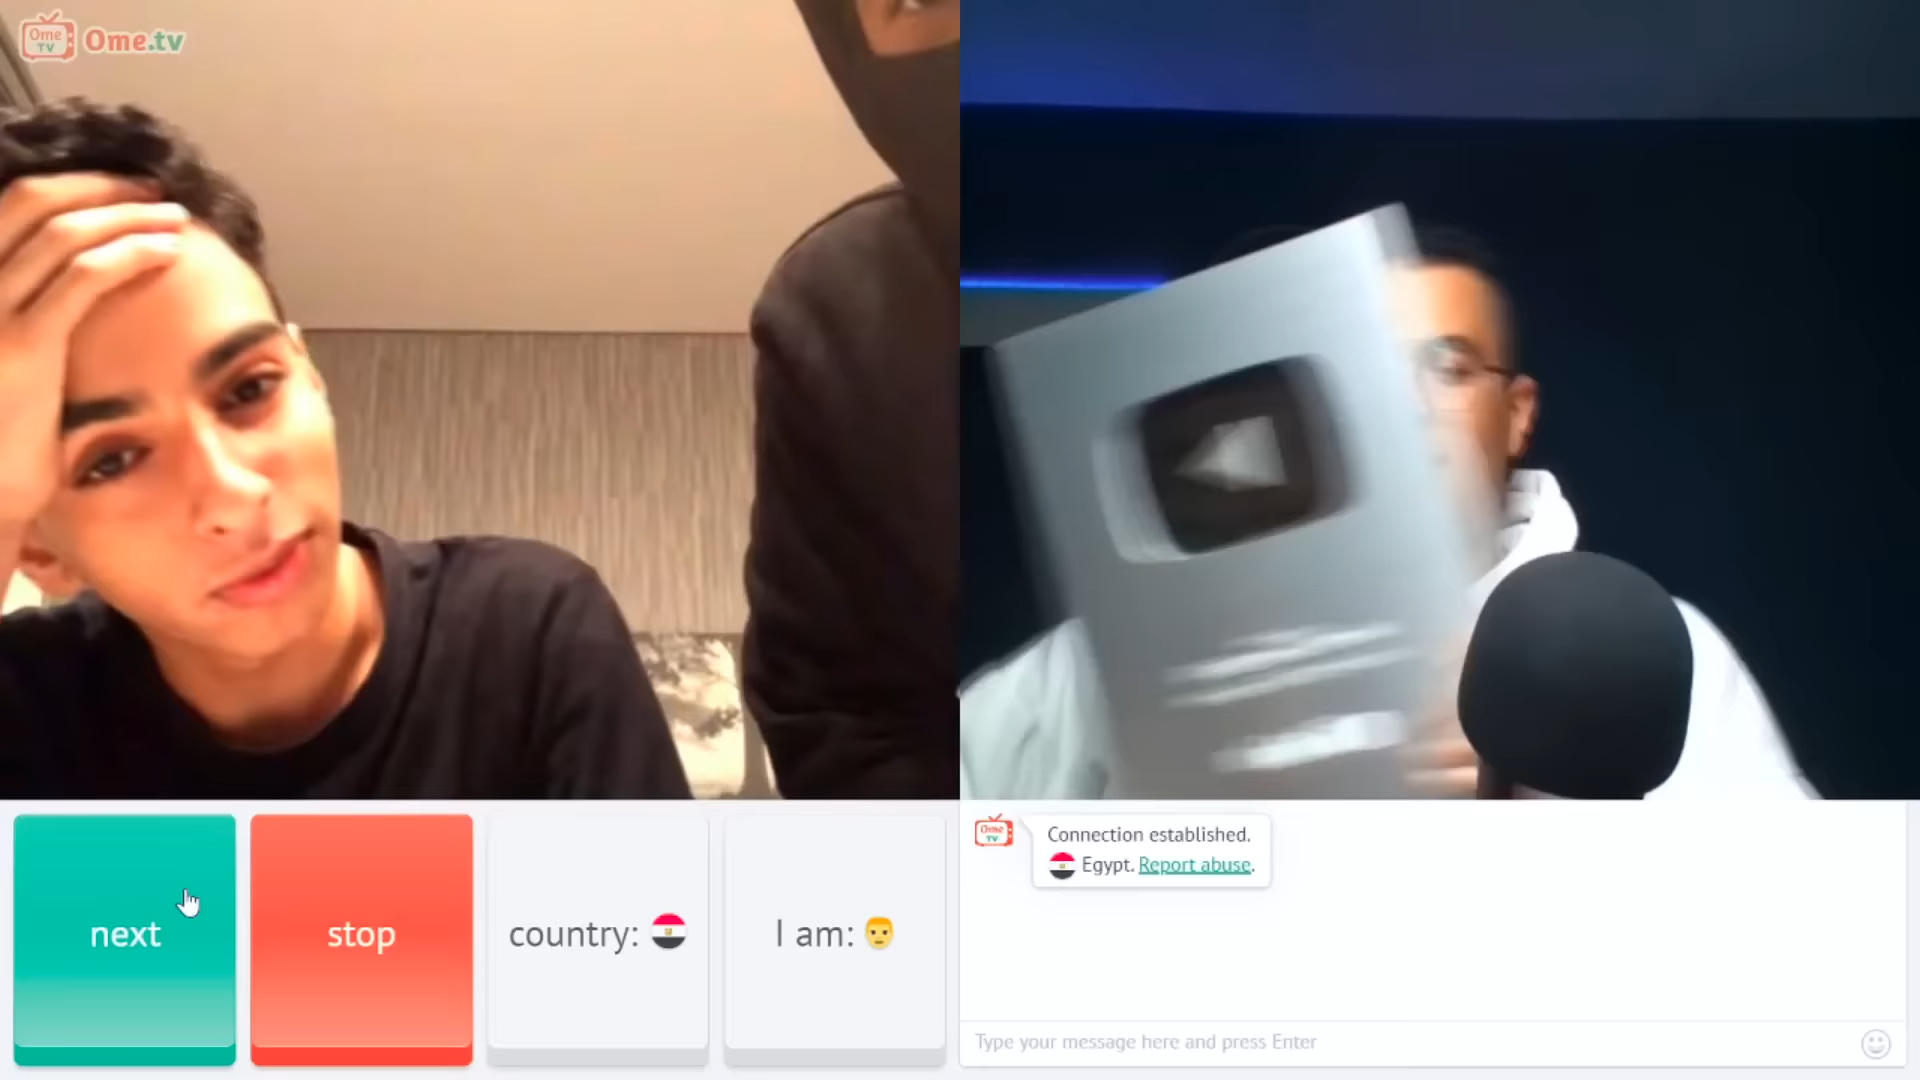 Ome TV Ome.tv
next
stop
country:
I am:
Ome TV
Connection established.
Egypt. Report abuse.
Type your message here and press Enter